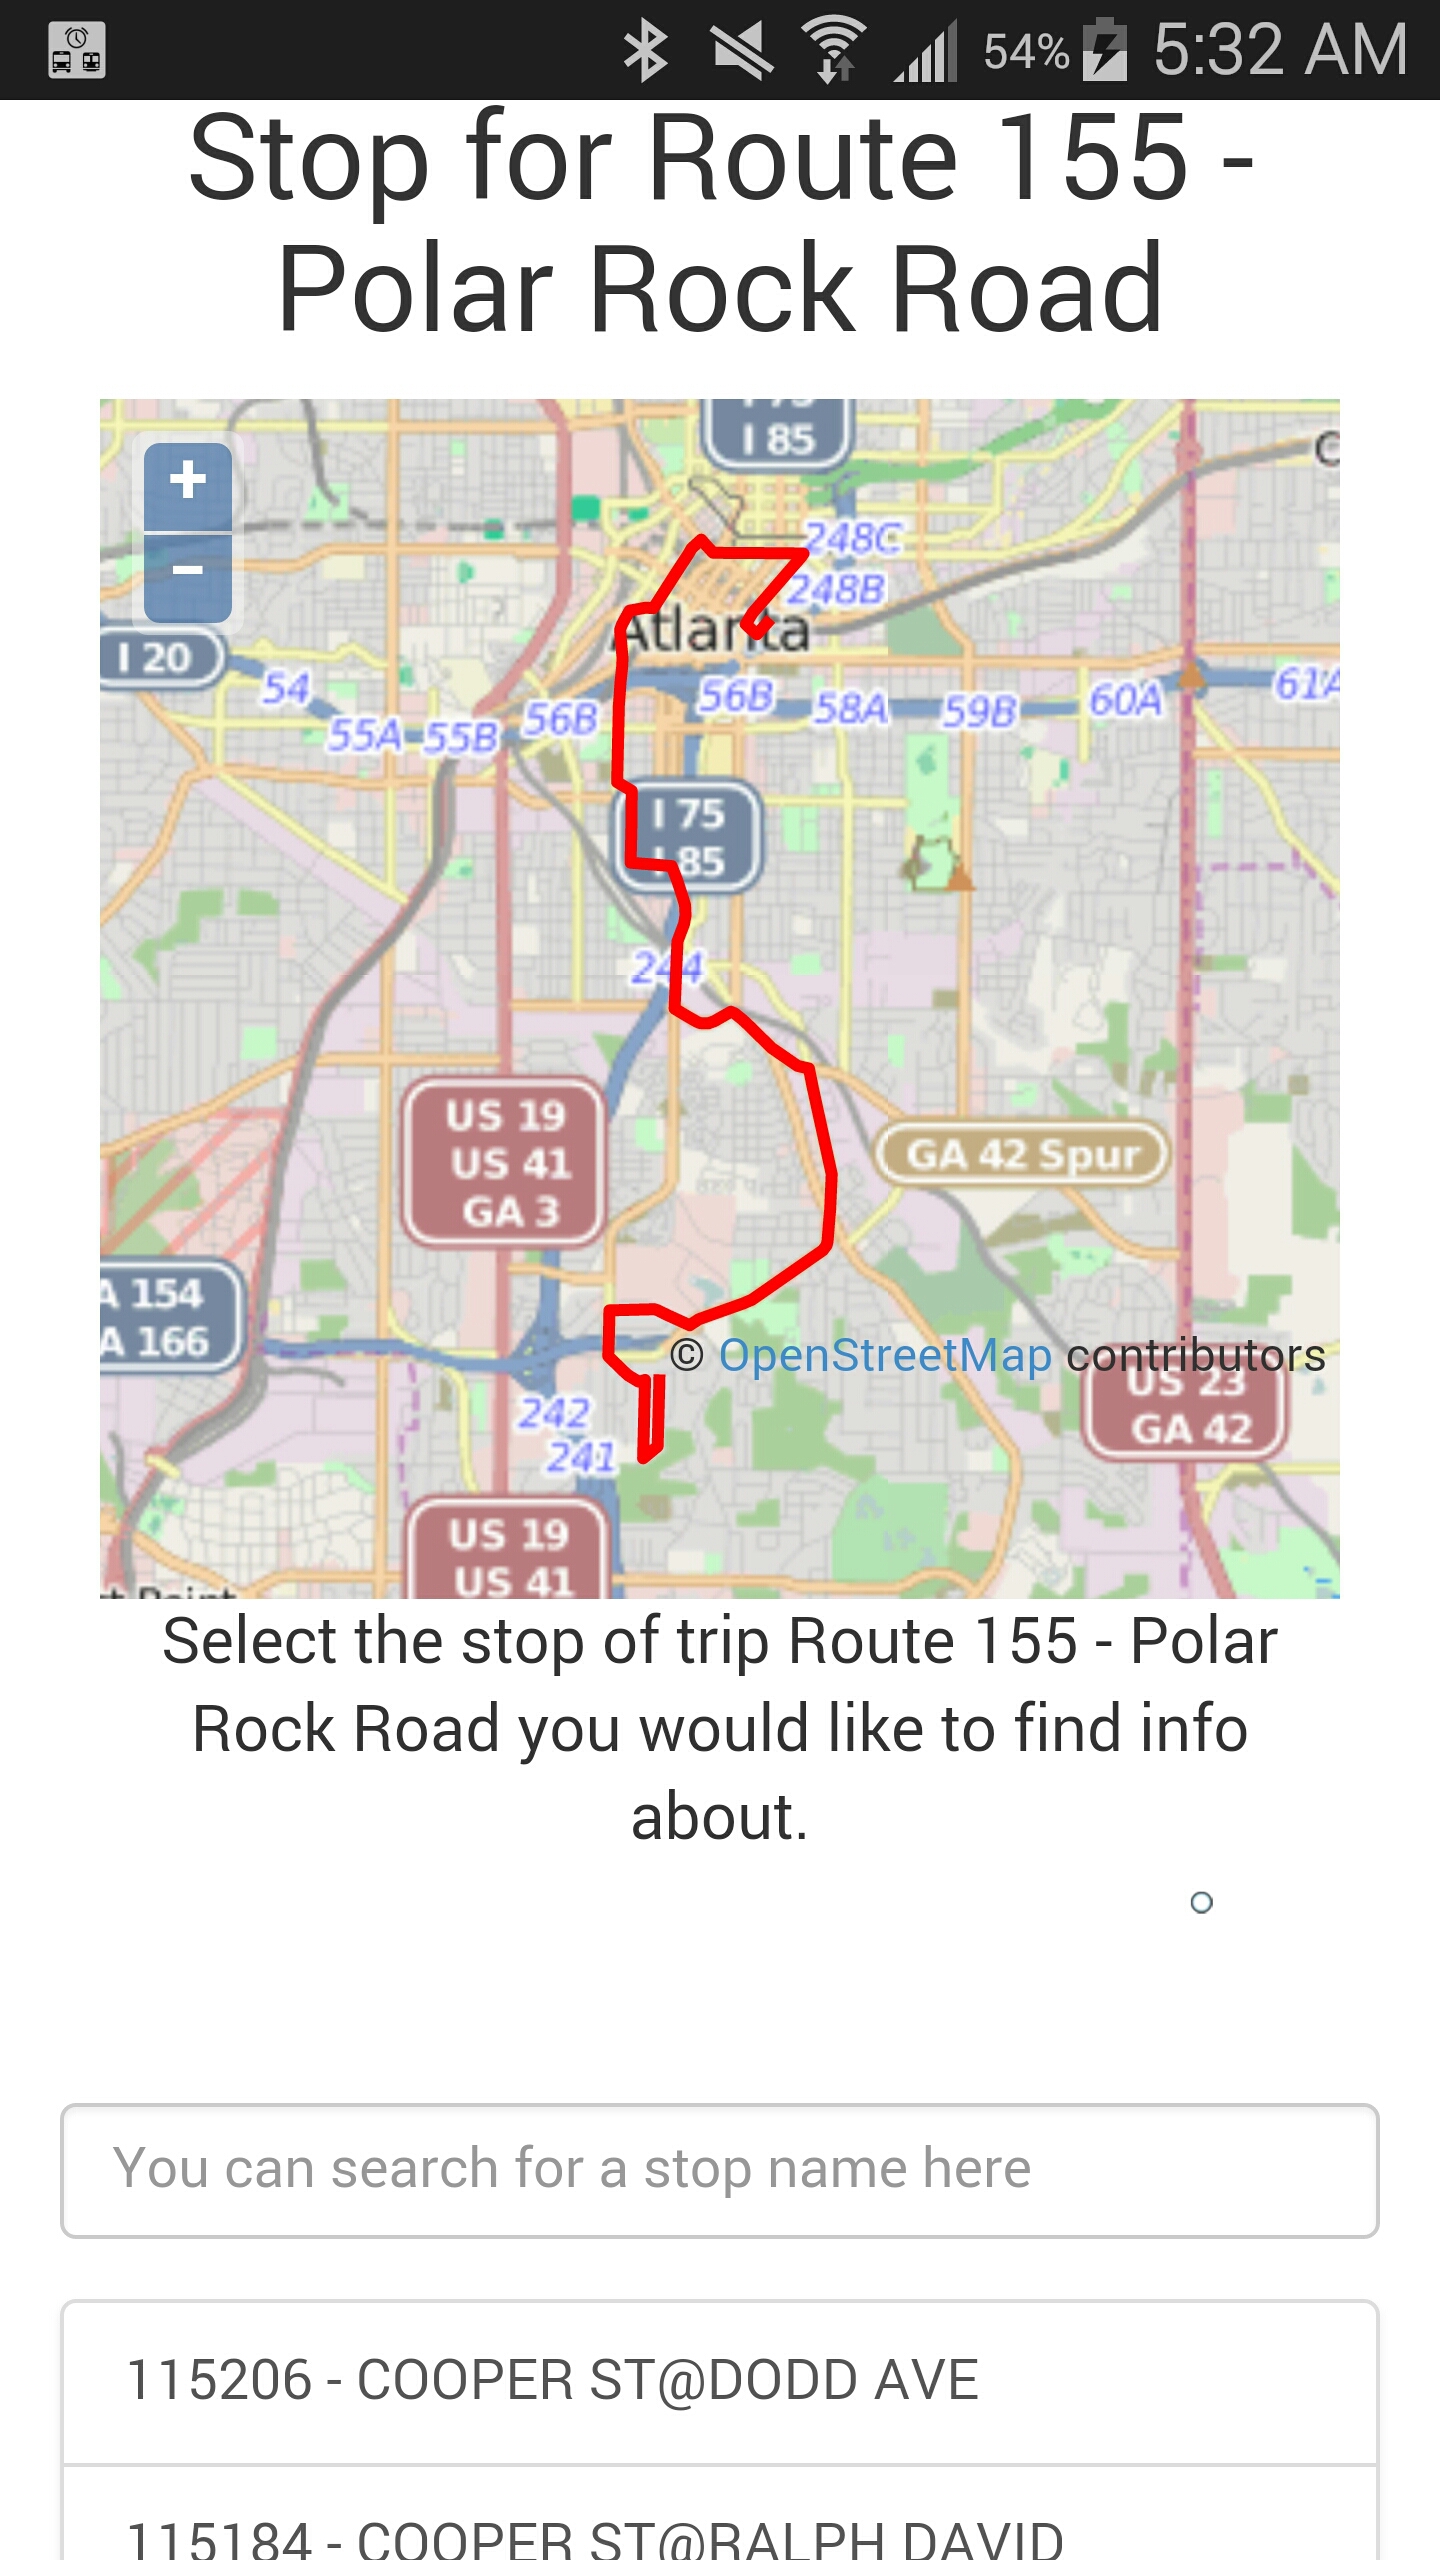 54% 5:32 AM
Stop for Route 155 -
Polar Rock Road
I 85
+
−
248C
248B
Atlanta
I 20
54
55A
55B
56B
56B
58A
59B
60A
61A
I 75
I 85
244
US 19
US 41
GA 3
GA 42 Spur
A 154
A 166
© OpenStreetMap contributors
US 23
GA 42
242
241
US 19
US 41
Select the stop of trip Route 155 - Polar
Rock Road you would like to find info
about.
You can search for a stop name here
115206 - COOPER ST@DODD AVE
115184 - COOPER ST@RALPH DAVID